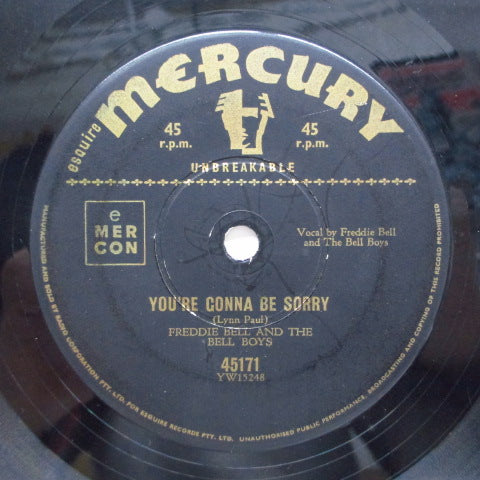 esquire MERCURY
45 r.p.m.
45 r.p.m.
UNBREAKABLE
e
MER
CON
Vocal by Freddie Bell
and The Bell Boys
YOU'RE GONNA BE SORRY
(Lynn Paul)
FREDDIE BELL AND THE
BELL BOYS
45171
YW15248
MANUFACTURED AND SOLD BY RADIO CORPORATION PTY. LTD. FOR ESQUIRE RECORDS PTY. LTD. UNAUTHORISED PUBLIC PERFORMANCE, BROADCASTING AND COPYING OF THIS RECORD PROHIBITED